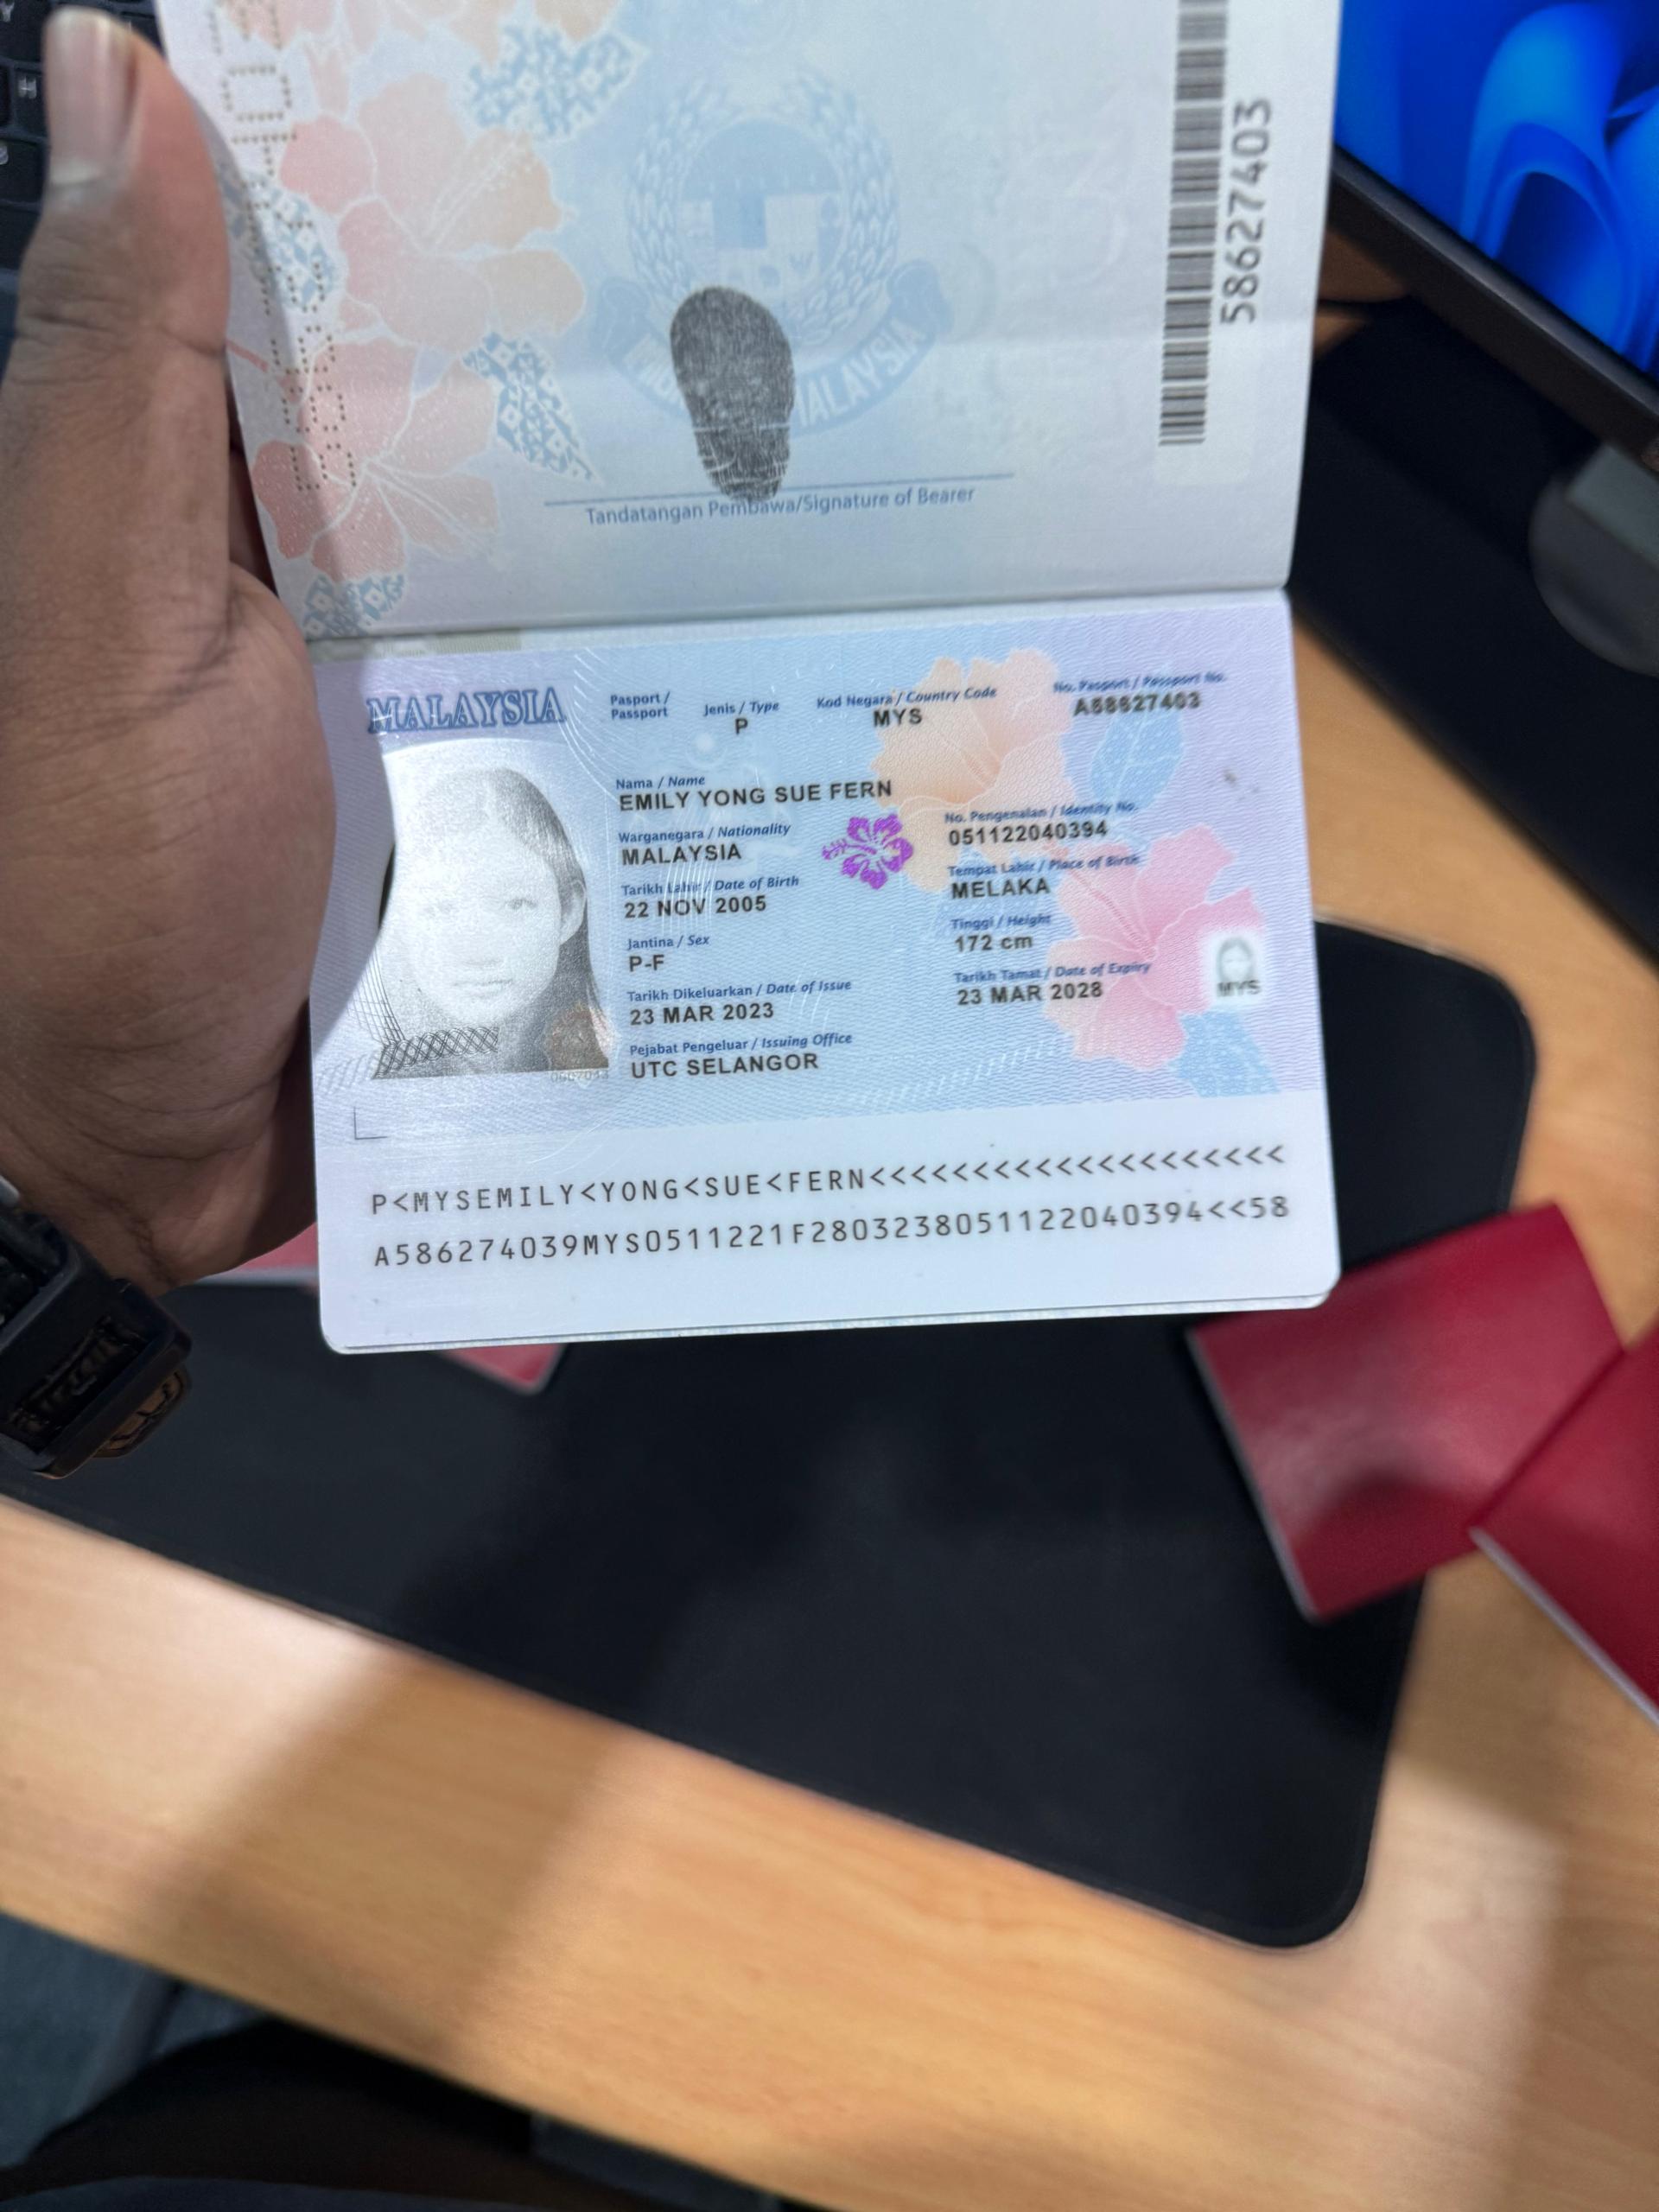 58627403
Tandatangan Pembawa/Signature of Bearer
MALAYSIA
Pasport / Passport
Jenis / Type
P
Kod Negara / Country Code
MYS
No. Pasport / Passport No.
A58627403
Nama / Name
EMILY YONG SUE FERN
Warganegara / Nationality
MALAYSIA
No. Pengenalan / Identity No.
051122040394
Tarikh Lahir / Date of Birth
22 NOV 2005
Tempat Lahir / Place of Birth
MELAKA
Jantina / Sex
P-F
Tinggi / Height
172 cm
Tarikh Dikeluarkan / Date of Issue
23 MAR 2023
Tarikh Tamat / Date of Expiry
23 MAR 2028
Pejabat Pengeluar / Issuing Office
UTC SELANGOR
MYS
P<MYSEMILY<YONG<SUE<FERN<<<<<<<<<<<<<<<<<<<<
A586274039MYS0511221F2803238051122040394<<58